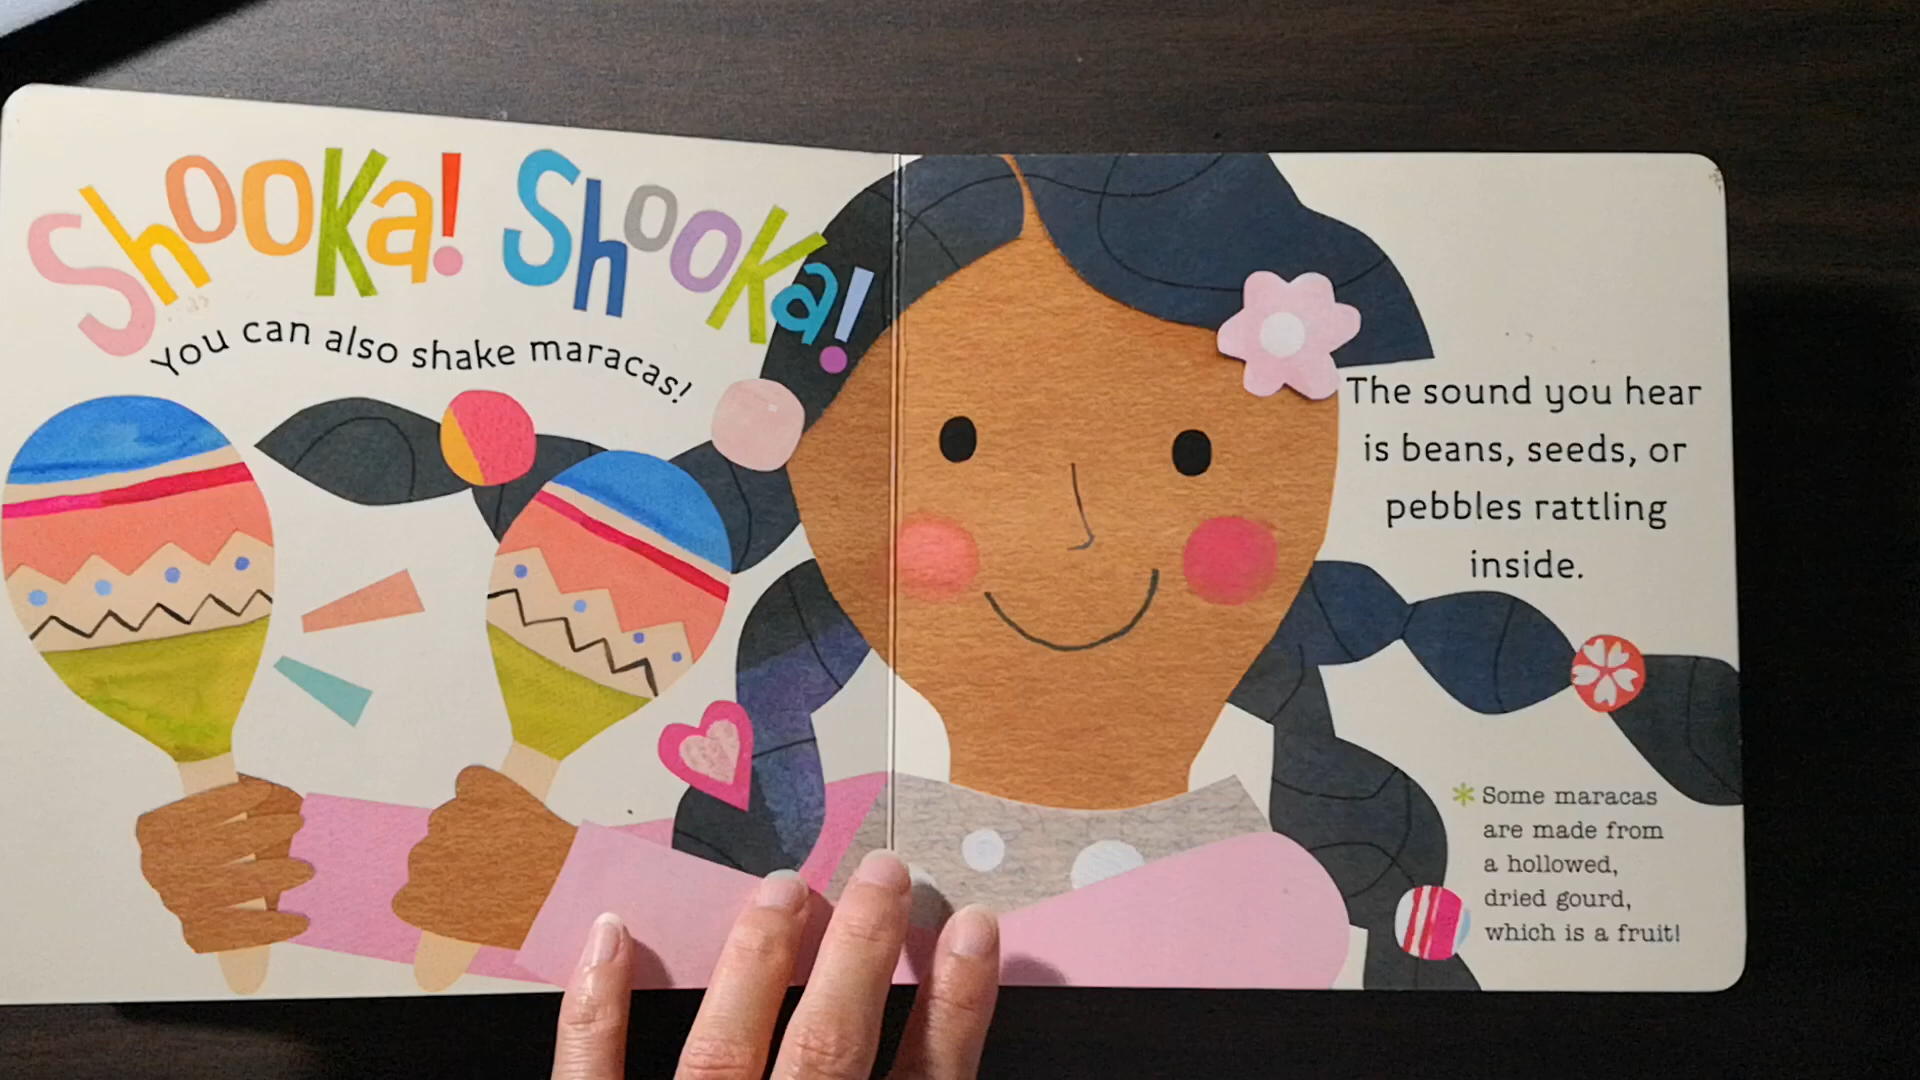 Shooka! Shooka!
You can also shake maracas!
The sound you hear
is beans, seeds, or
pebbles rattling
inside.
* Some maracas
are made from
a hollowed,
dried gourd,
which is a fruit!